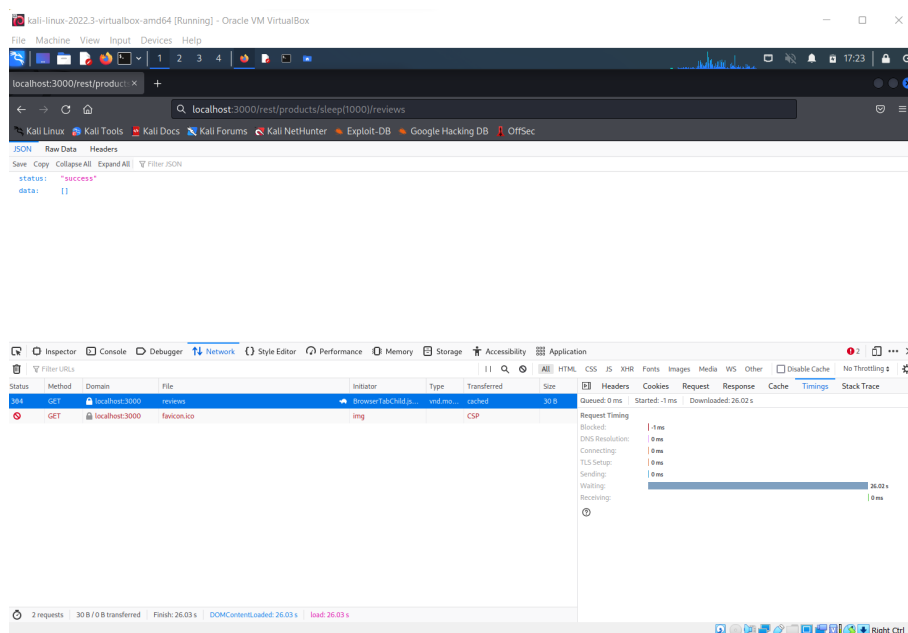 kali-linux-2022.3-virtualbox-amd64 [Running] - Oracle VM VirtualBox
File Machine View Input Devices Help
1 2 3 4 17:23
localhost:3000/rest/products
localhost:3000/rest/products/sleep(1000)/reviews
Kali Linux Kali Tools Kali Docs Kali Forums Kali NetHunter Exploit-DB Google Hacking DB OffSec
JSON Raw Data Headers
Save Copy Collapse All Expand All Filter JSON
status: "success"
data: []
Inspector Console Debugger Network Style Editor Performance Memory Storage Accessibility Application 2
Filter URLs All HTML CSS JS XHR Fonts Images Media WS Other Disable Cache No Throttling
Status Method Domain File Initiator Type Transferred Size Headers Cookies Request Response Cache Timings Stack Trace
304 GET localhost:3000 reviews BrowserTabChild.js... vnd.mo... cached 30 B Queued: 0 ms Started: -1 ms Downloaded: 26.02 s
GET localhost:3000 favicon.ico img CSP Request Timing
Blocked: -1 ms
DNS Resolution: 0 ms
Connecting: 0 ms
TLS Setup: 0 ms
Sending: 0 ms
Waiting: 26.02 s
Receiving: 0 ms
2 requests 30 B / 0 B transferred Finish: 26.03 s DOMContentLoaded: 26.03 s load: 26.03 s
Right Ctrl